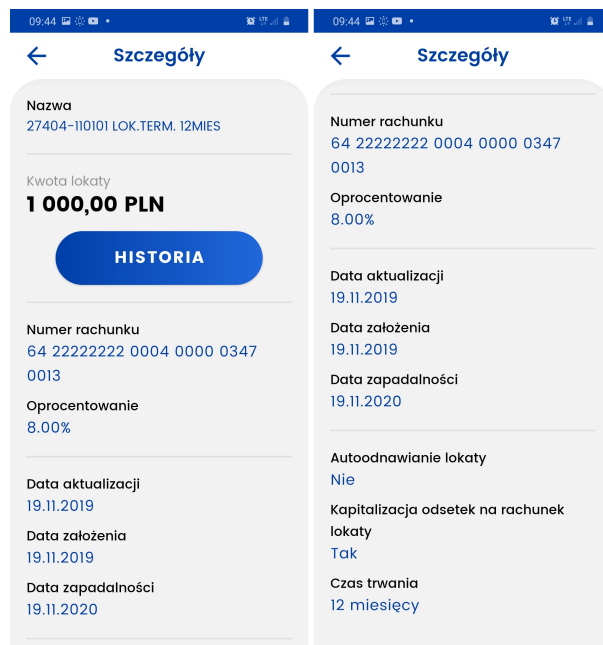 09:44
Szczegóły
Nazwa
27404-110101 LOK.TERM. 12MIES
Kwota lokaty
1 000,00 PLN
HISTORIA
Numer rachunku
64 22222222 0004 0000 0347
0013
Oprocentowanie
8.00%
Data aktualizacji
19.11.2019
Data założenia
19.11.2019
Data zapadalności
19.11.2020
09:44
Szczegóły
Numer rachunku
64 22222222 0004 0000 0347
0013
Oprocentowanie
8.00%
Data aktualizacji
19.11.2019
Data założenia
19.11.2019
Data zapadalności
19.11.2020
Autoodnawianie lokaty
Nie
Kapitalizacja odsetek na rachunek
lokaty
Tak
Czas trwania
12 miesięcy